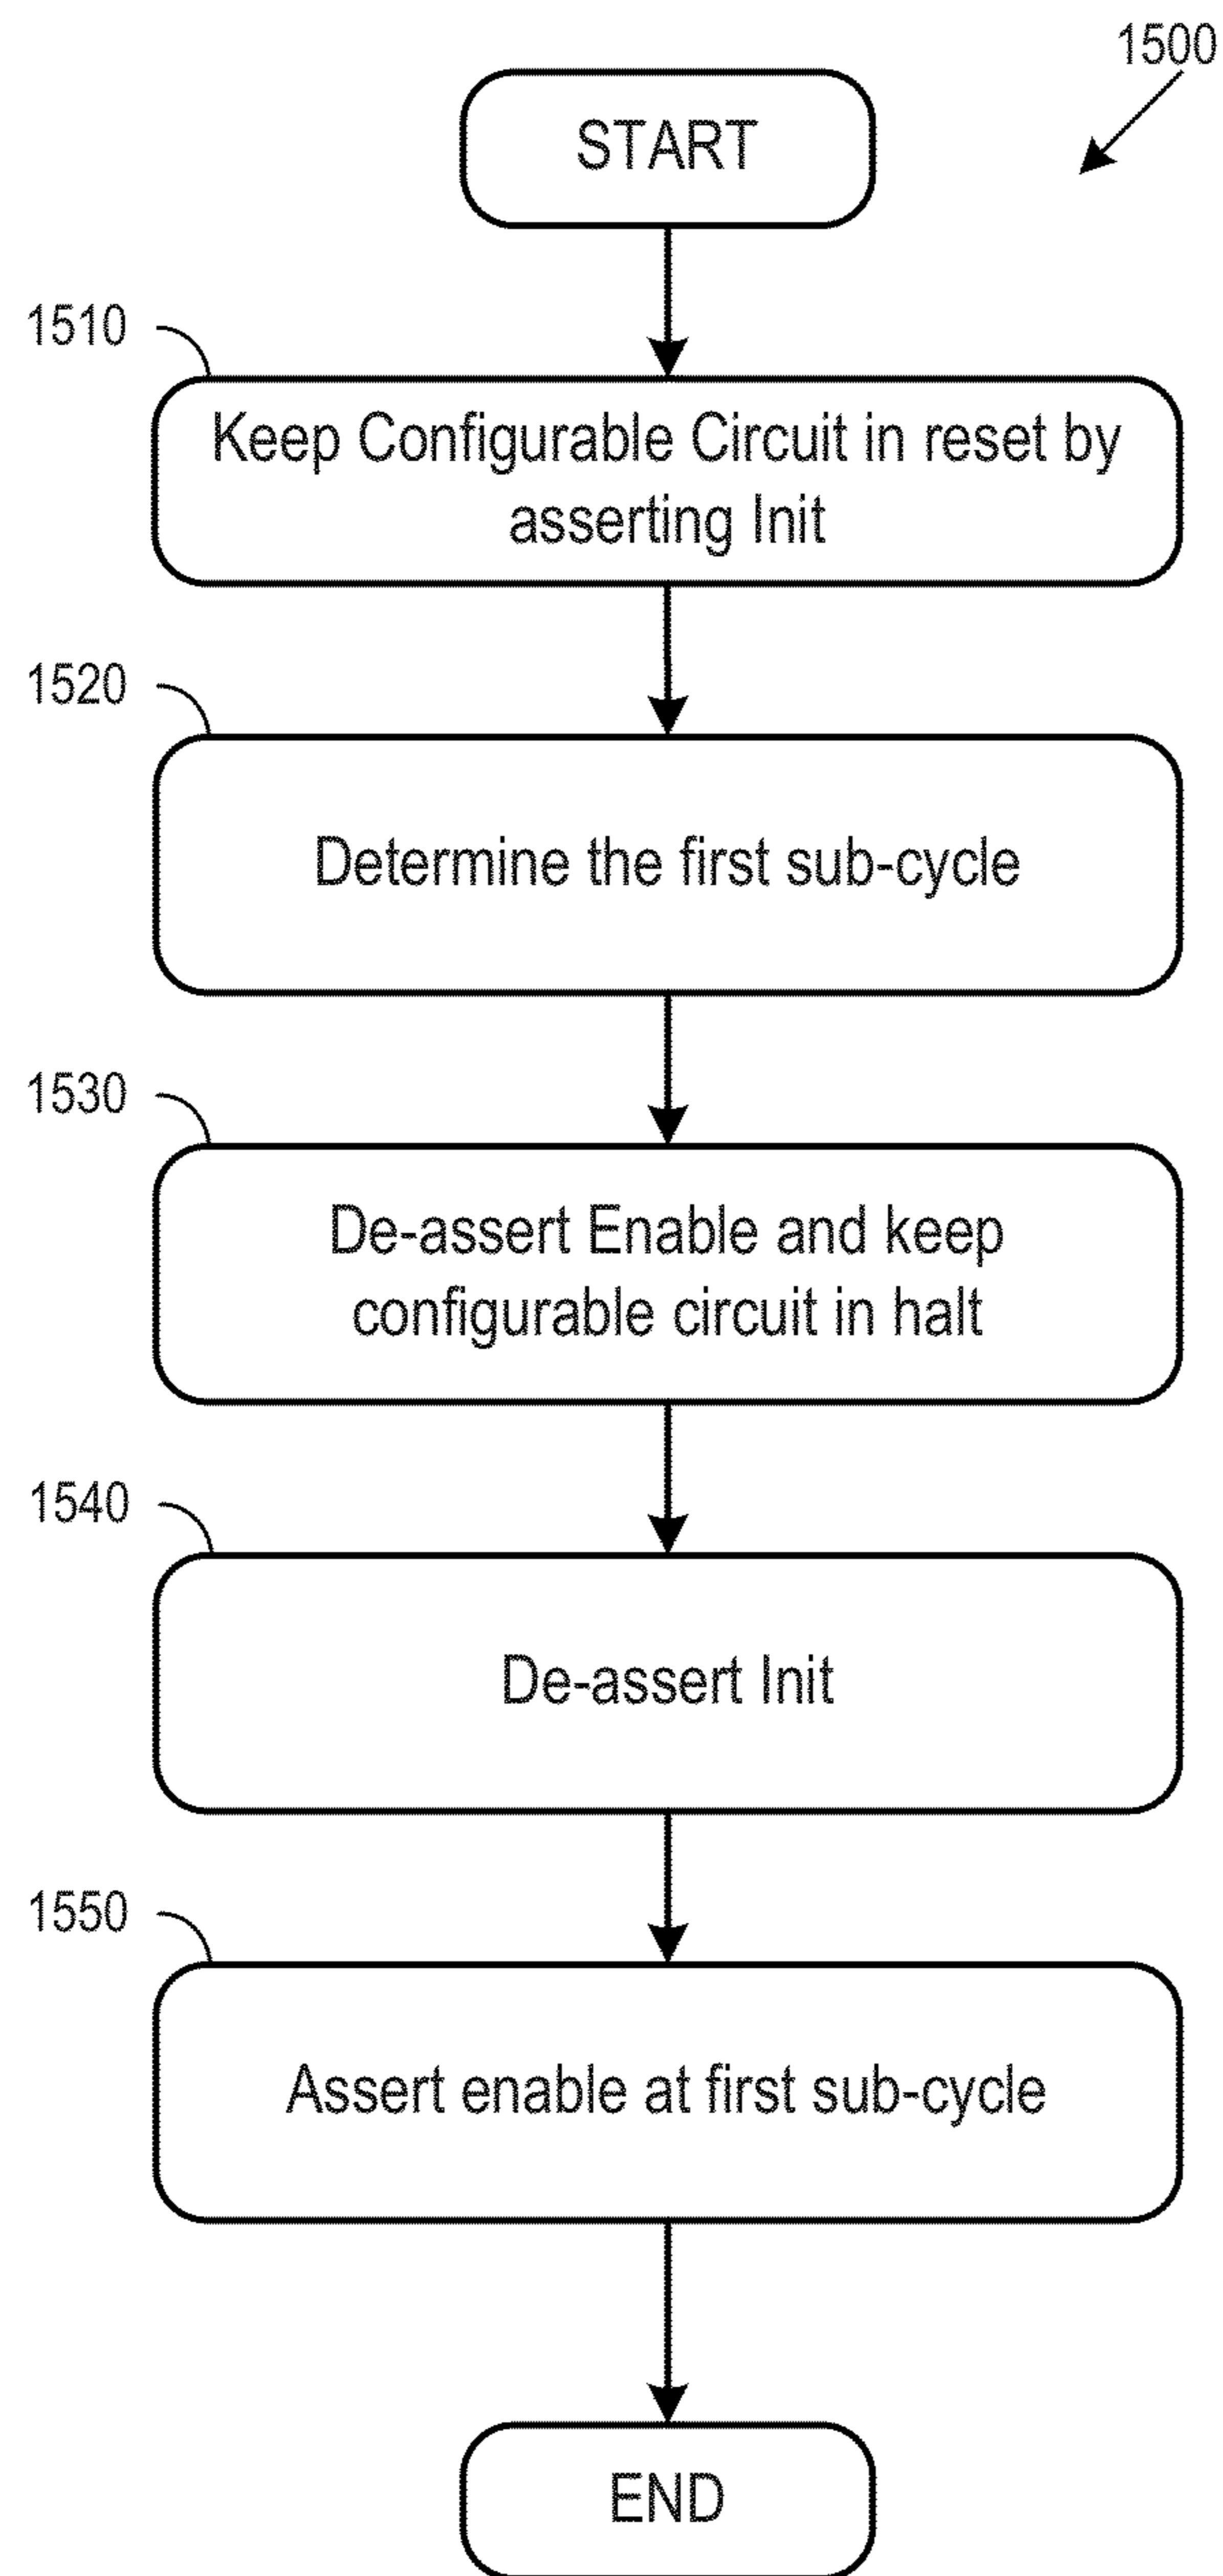 1500
START
1510
Keep Configurable Circuit in reset by
asserting Init
1520
Determine the first sub-cycle
1530
De-assert Enable and keep
configurable circuit in halt
1540
De-assert Init
1550
Assert enable at first sub-cycle
END